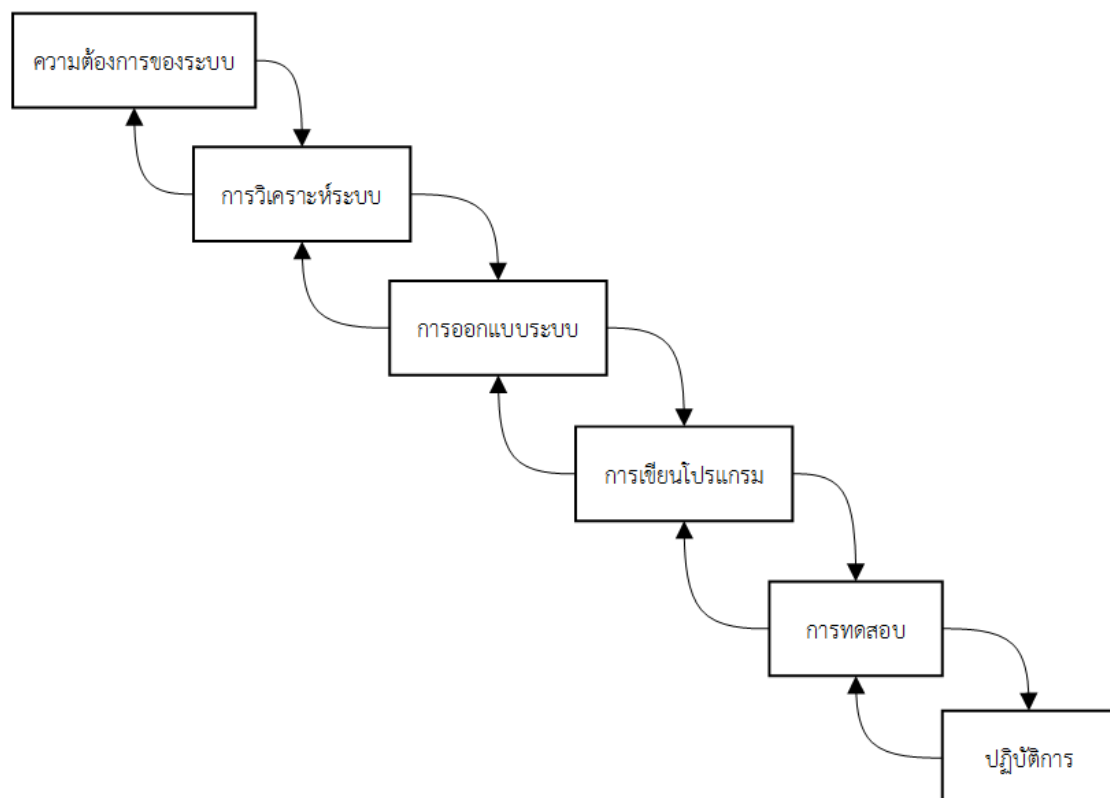 ความต้องการของระบบ
การวิเคราะห์ระบบ
การออกแบบระบบ
การเขียนโปรแกรม
การทดสอบ
ปฏิบัติการ